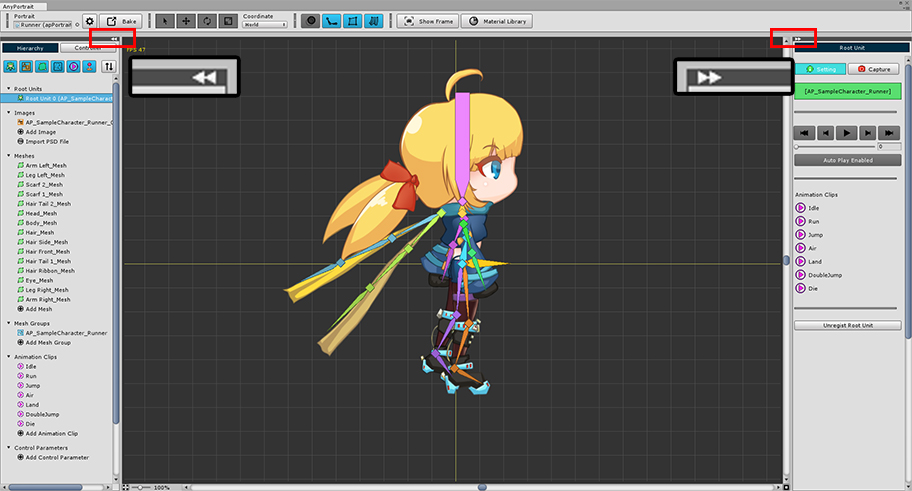 AnyPortrait
Portrait
Runner (apPortrait
Bake
Coordinate
World
Show Frame
Material Library
Hierarchy
Controller
FPS 47
Root Units
Root Unit 0 (AP_SampleCharac
Images
AP_SampleCharacter_Runner_0
Add Image
Import PSD File
Meshes
Arm Left_Mesh
Leg Left_Mesh
Scarf 2_Mesh
Scarf 1_Mesh
Hair Tail 2_Mesh
Head_Mesh
Body_Mesh
Hair_Mesh
Hair Side_Mesh
Hair Front_Mesh
Hair Tail 1_Mesh
Hair Ribbon_Mesh
Eye_Mesh
Leg Right_Mesh
Arm Right_Mesh
Add Mesh
Mesh Groups
AP_SampleCharacter_Runner
Add Mesh Group
Animation Clips
Idle
Run
Jump
Air
Land
DoubleJump
Die
Add Animation Clip
Control Parameters
Add Control Parameter
100%
Root Unit
Setting
Capture
[AP_SampleCharacter_Runner]
0
Auto Play Enabled
Animation Clips
Idle
Run
Jump
Air
Land
DoubleJump
Die
Unregist Root Unit